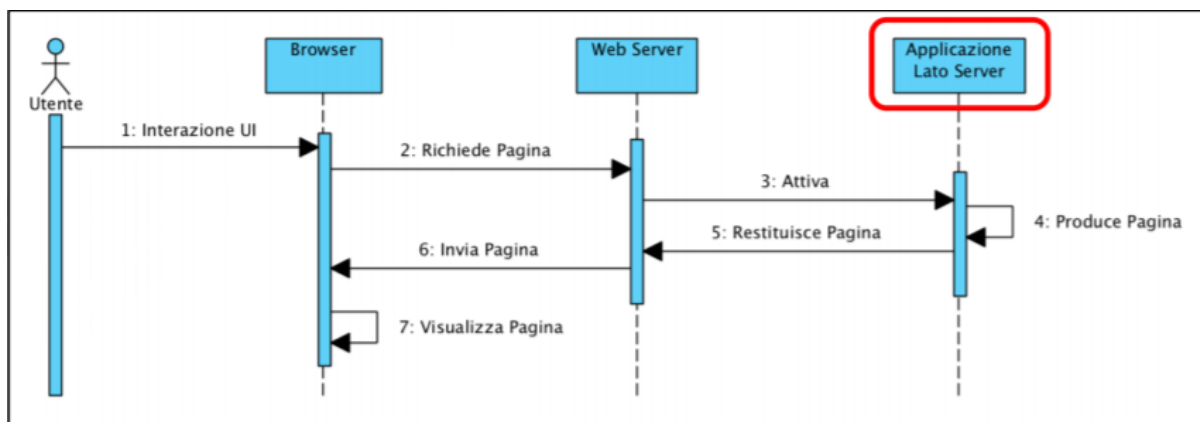 Utente
Browser
Web Server
Applicazione
Lato Server
1: Interazione UI
2: Richiede Pagina
3: Attiva
4: Produce Pagina
5: Restituisce Pagina
6: Invia Pagina
7: Visualizza Pagina